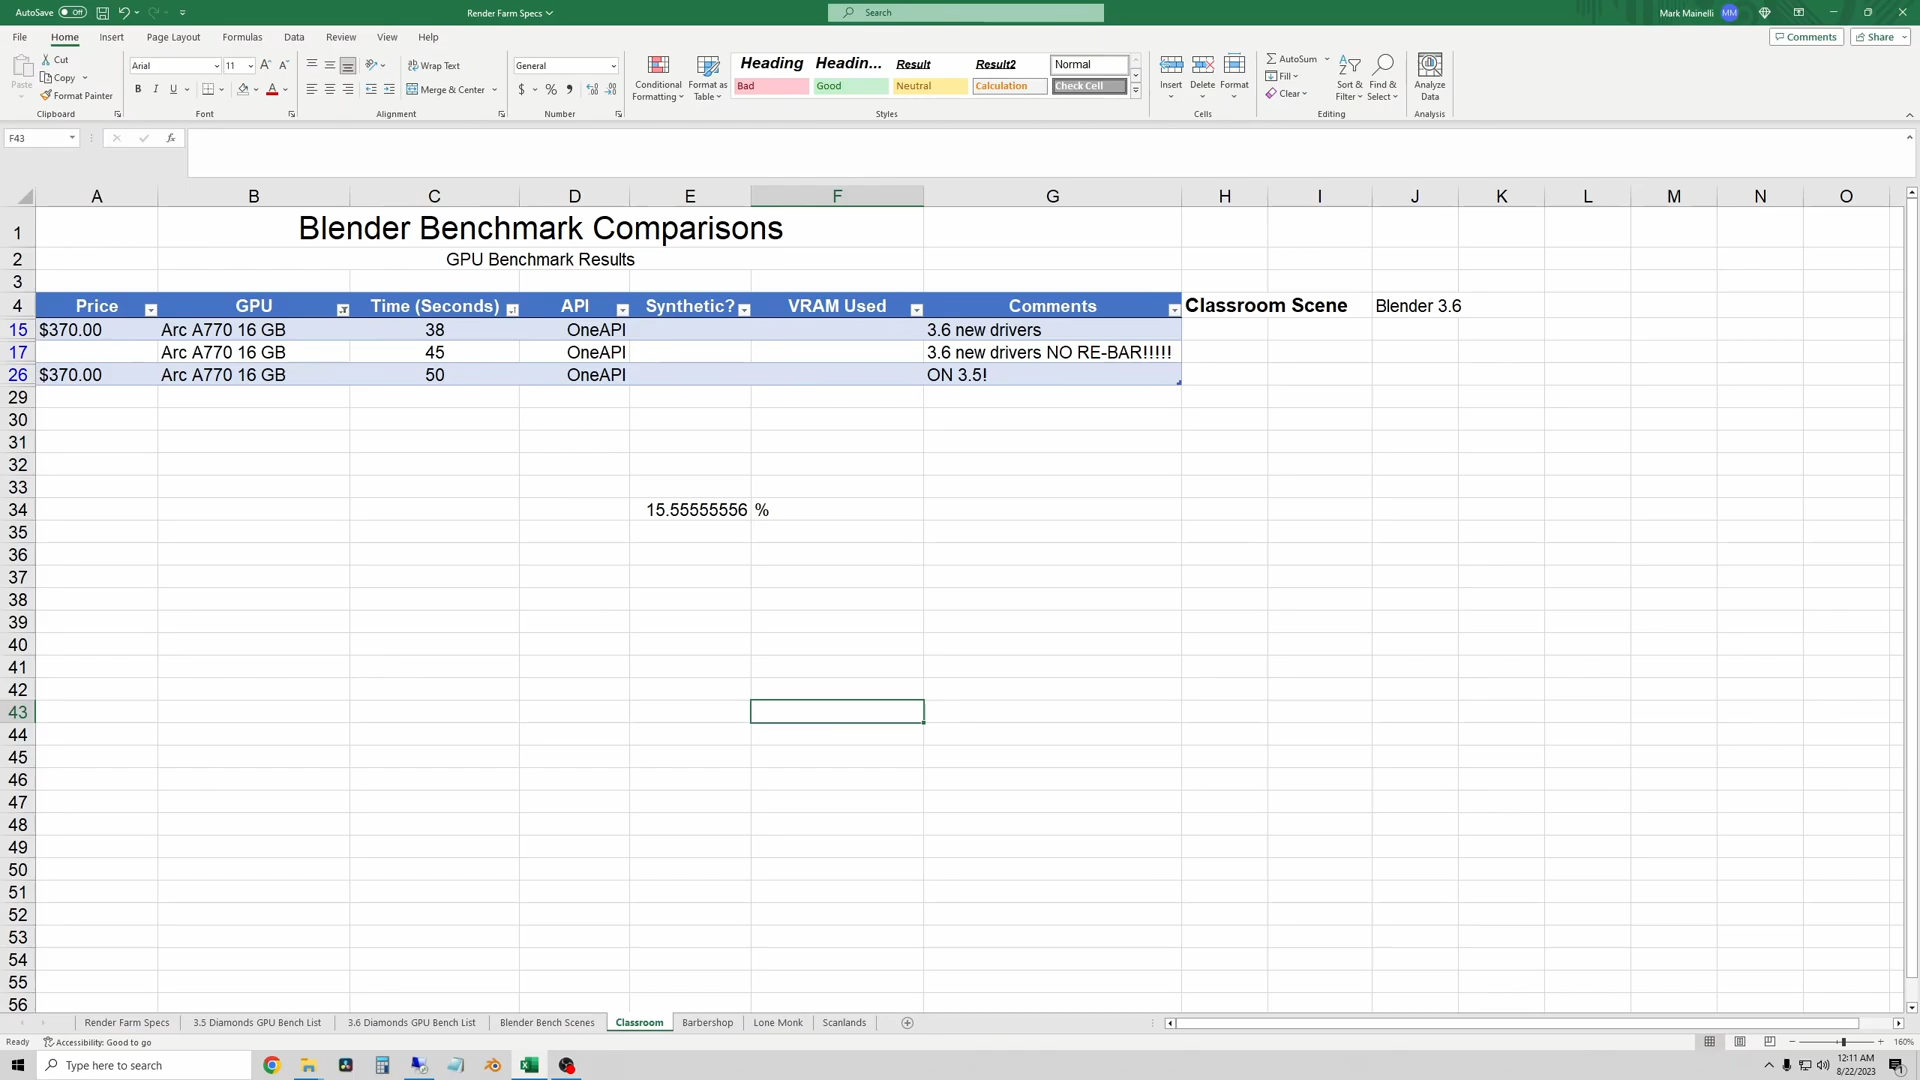 AutoSave Off Render Farm Specs Search Mark Mainelli MM
File Home Insert Page Layout Formulas Data Review View Help Comments Share
Paste Cut Copy Format Painter
Arial 11 A A
B I U A
Wrap Text
Merge & Center
General
$ % ,
Conditional Formatting Format as Table
Heading Headin... Result Result2 Normal
Bad Good Neutral Calculation Check Cell
Insert Delete Format
AutoSum Fill Clear
Sort & Filter Find & Select
Analyze Data
Clipboard Font Alignment Number Styles Cells Editing Analysis
F43 fx
A B C D E F G H I J K L M N O
1 Blender Benchmark Comparisons
2 GPU Benchmark Results
3
4 Price GPU Time (Seconds) API Synthetic? VRAM Used Comments Classroom Scene Blender 3.6
15 $370.00 Arc A770 16 GB 38 OneAPI 3.6 new drivers
17 Arc A770 16 GB 45 OneAPI 3.6 new drivers NO RE-BAR!!!!!
26 $370.00 Arc A770 16 GB 50 OneAPI ON 3.5!
29
30
31
32
33
34 15.55555556 %
35
36
37
38
39
40
41
42
43
44
45
46
47
48
49
50
51
52
53
54
55
56
Render Farm Specs 3.5 Diamonds GPU Bench List 3.6 Diamonds GPU Bench List Blender Bench Scenes Classroom Barbershop Lone Monk Scanlands
Ready Accessibility: Good to go 160%
Type here to search 12:11 AM
8/22/2023